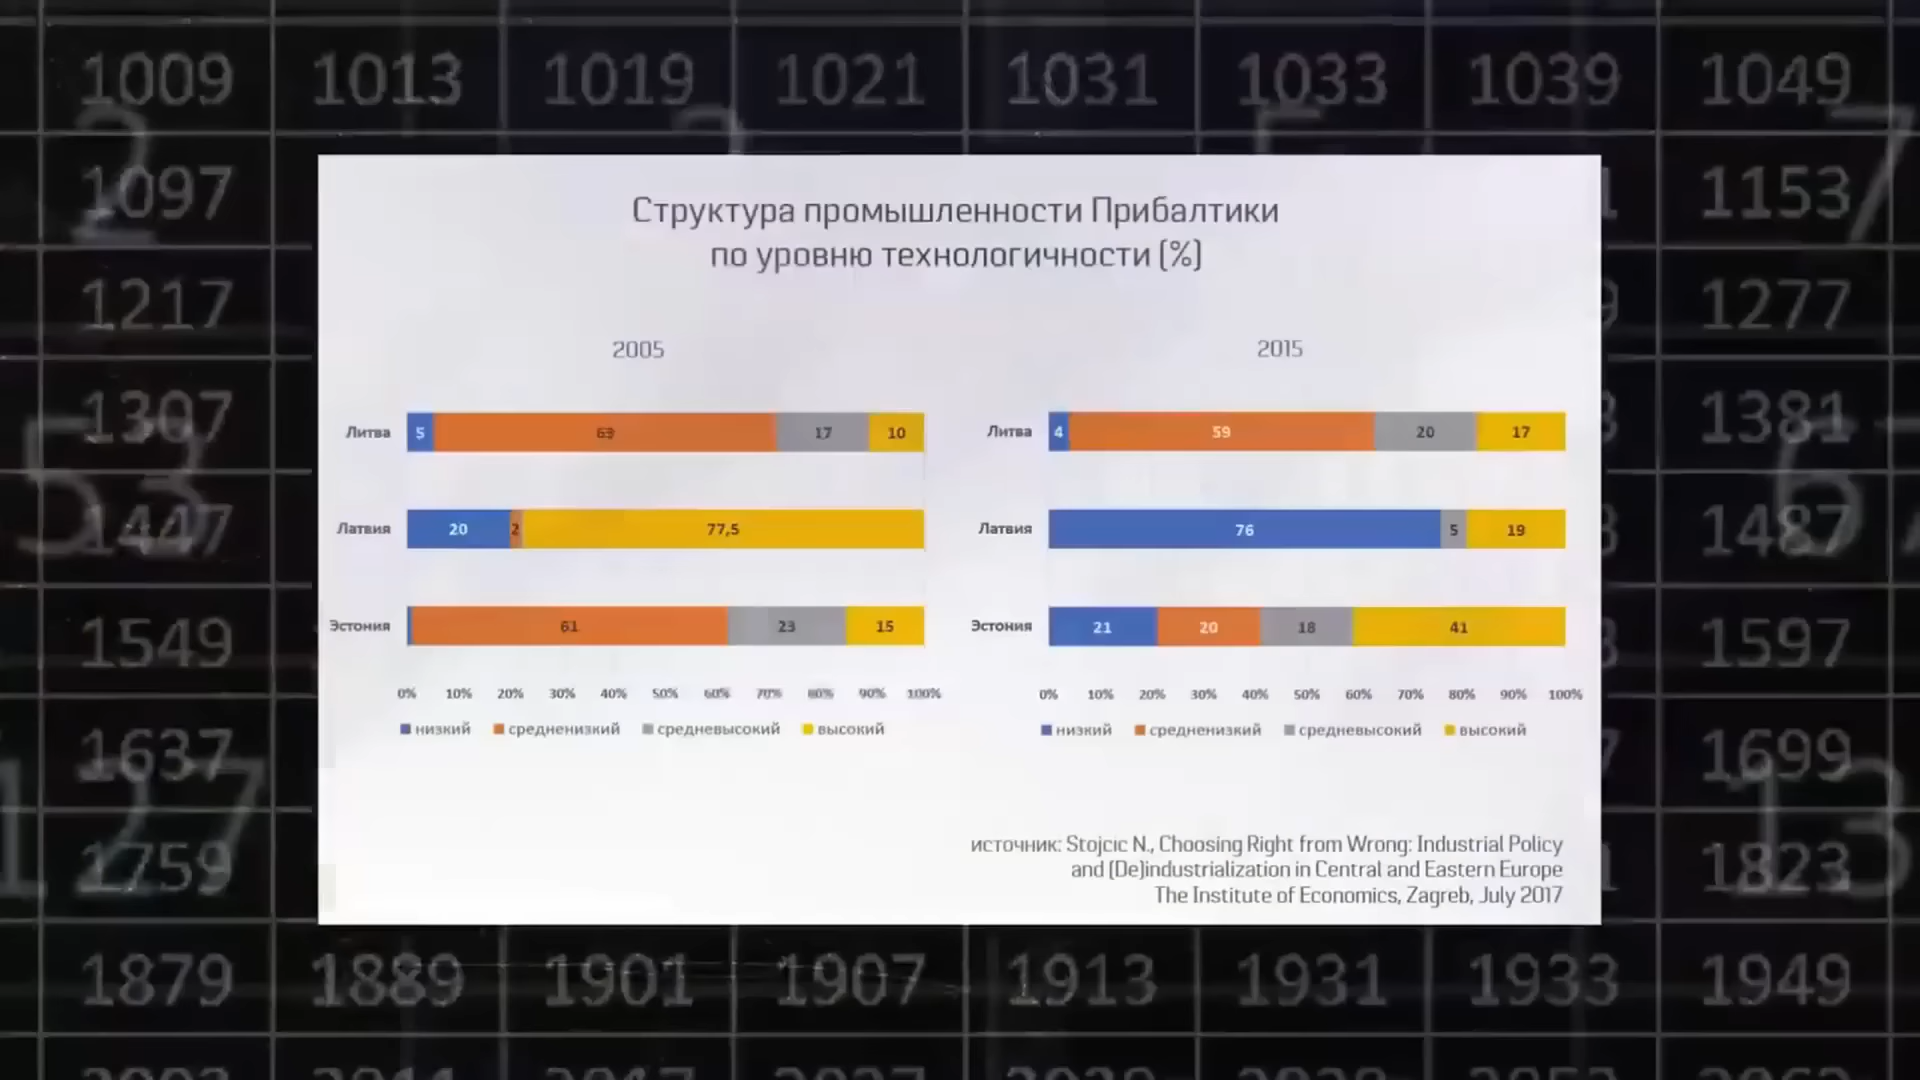 1009 1013 1019 1021 1031 1033 1039 1049
1097 1153
1217 1277
1307 1381
1447 1487
1549 1597
1637 1699
1759 1823
1879 1889 1901 1907 1913 1931 1933 1949
Структура промышленности Прибалтики
по уровню технологичности (%)
2005
Литва 5 63 17 10
Латвия 20 2 77,5
Эстония 61 23 15
0% 10% 20% 30% 40% 50% 60% 70% 80% 90% 100%
низкий средненизкий средневысокий высокий
2015
Литва 4 59 20 17
Латвия 76 5 19
Эстония 21 20 18 41
0% 10% 20% 30% 40% 50% 60% 70% 80% 90% 100%
низкий средненизкий средневысокий высокий
источник: Stojcic N., Choosing Right from Wrong: Industrial Policy
and (De)industrialization in Central and Eastern Europe
The Institute of Economics, Zagreb, July 2017